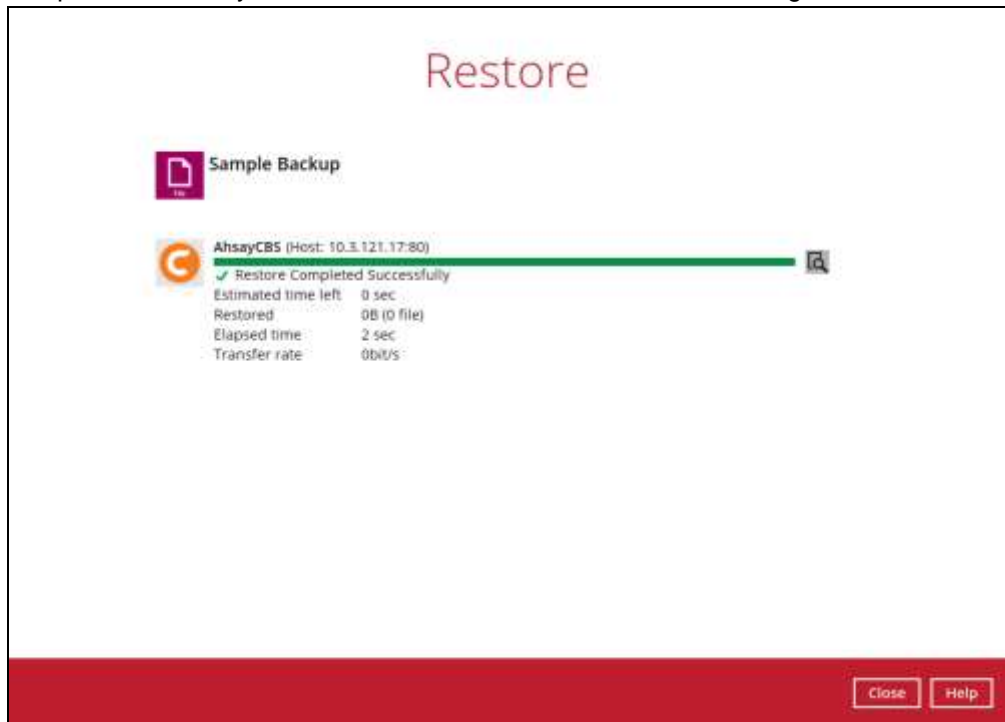 Restore
Sample Backup
File
AhsayCBS (Host: 10.3.121.17:80)
Restore Completed Successfully
Estimated time left 0 sec
Restored 0B (0 file)
Elapsed time 2 sec
Transfer rate 0bit/s
Close Help